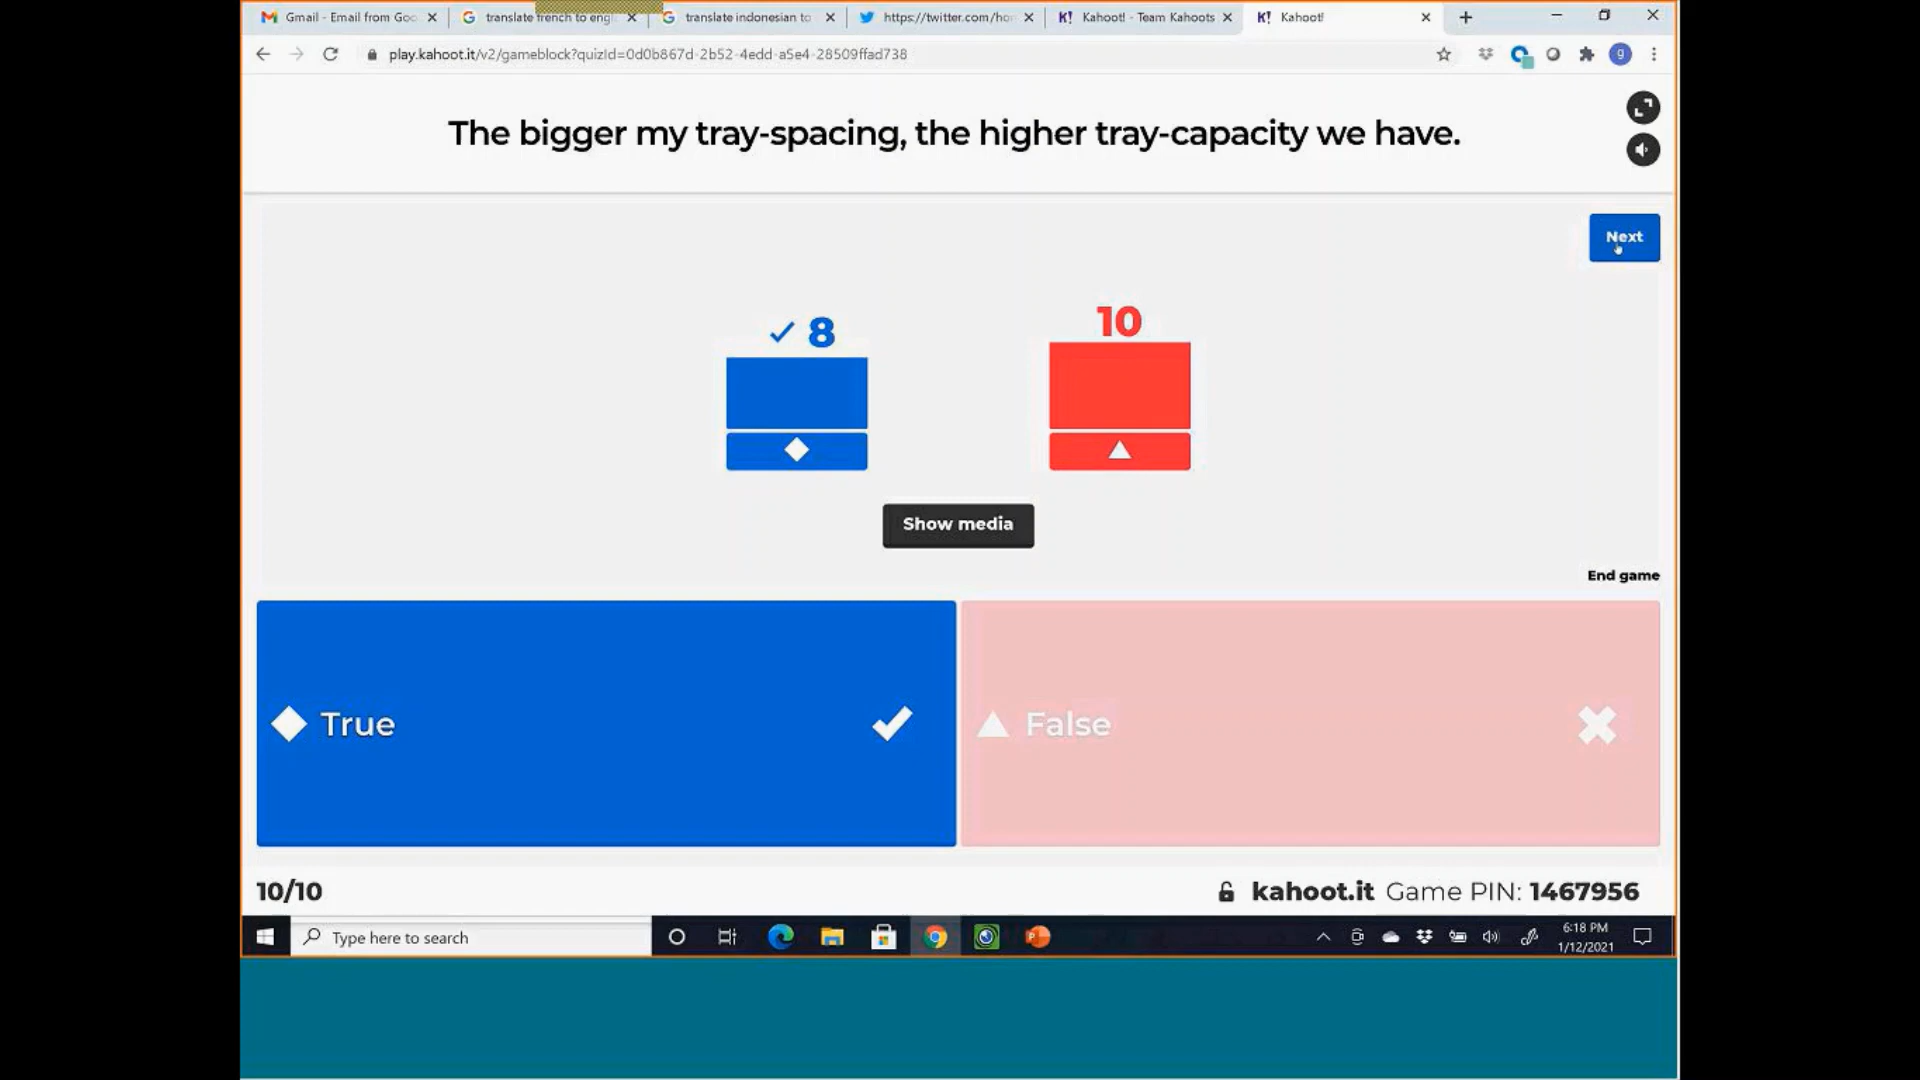 Gmail - Email from Goo
translate french to engl
translate indonesian to
https://twitter.com/ho
K! Kahoot! - Team Kahoots
K! Kahoot!
play.kahoot.it/v2/gameblock?quizId=0d0b867d-2b52-4edd-a5e4-28509ffad738
g
The bigger my tray-spacing, the higher tray-capacity we have.
Next
8
10
Show media
End game
True
False
10/10
kahoot.it Game PIN: 1467956
Type here to search
6:18 PM
1/12/2021